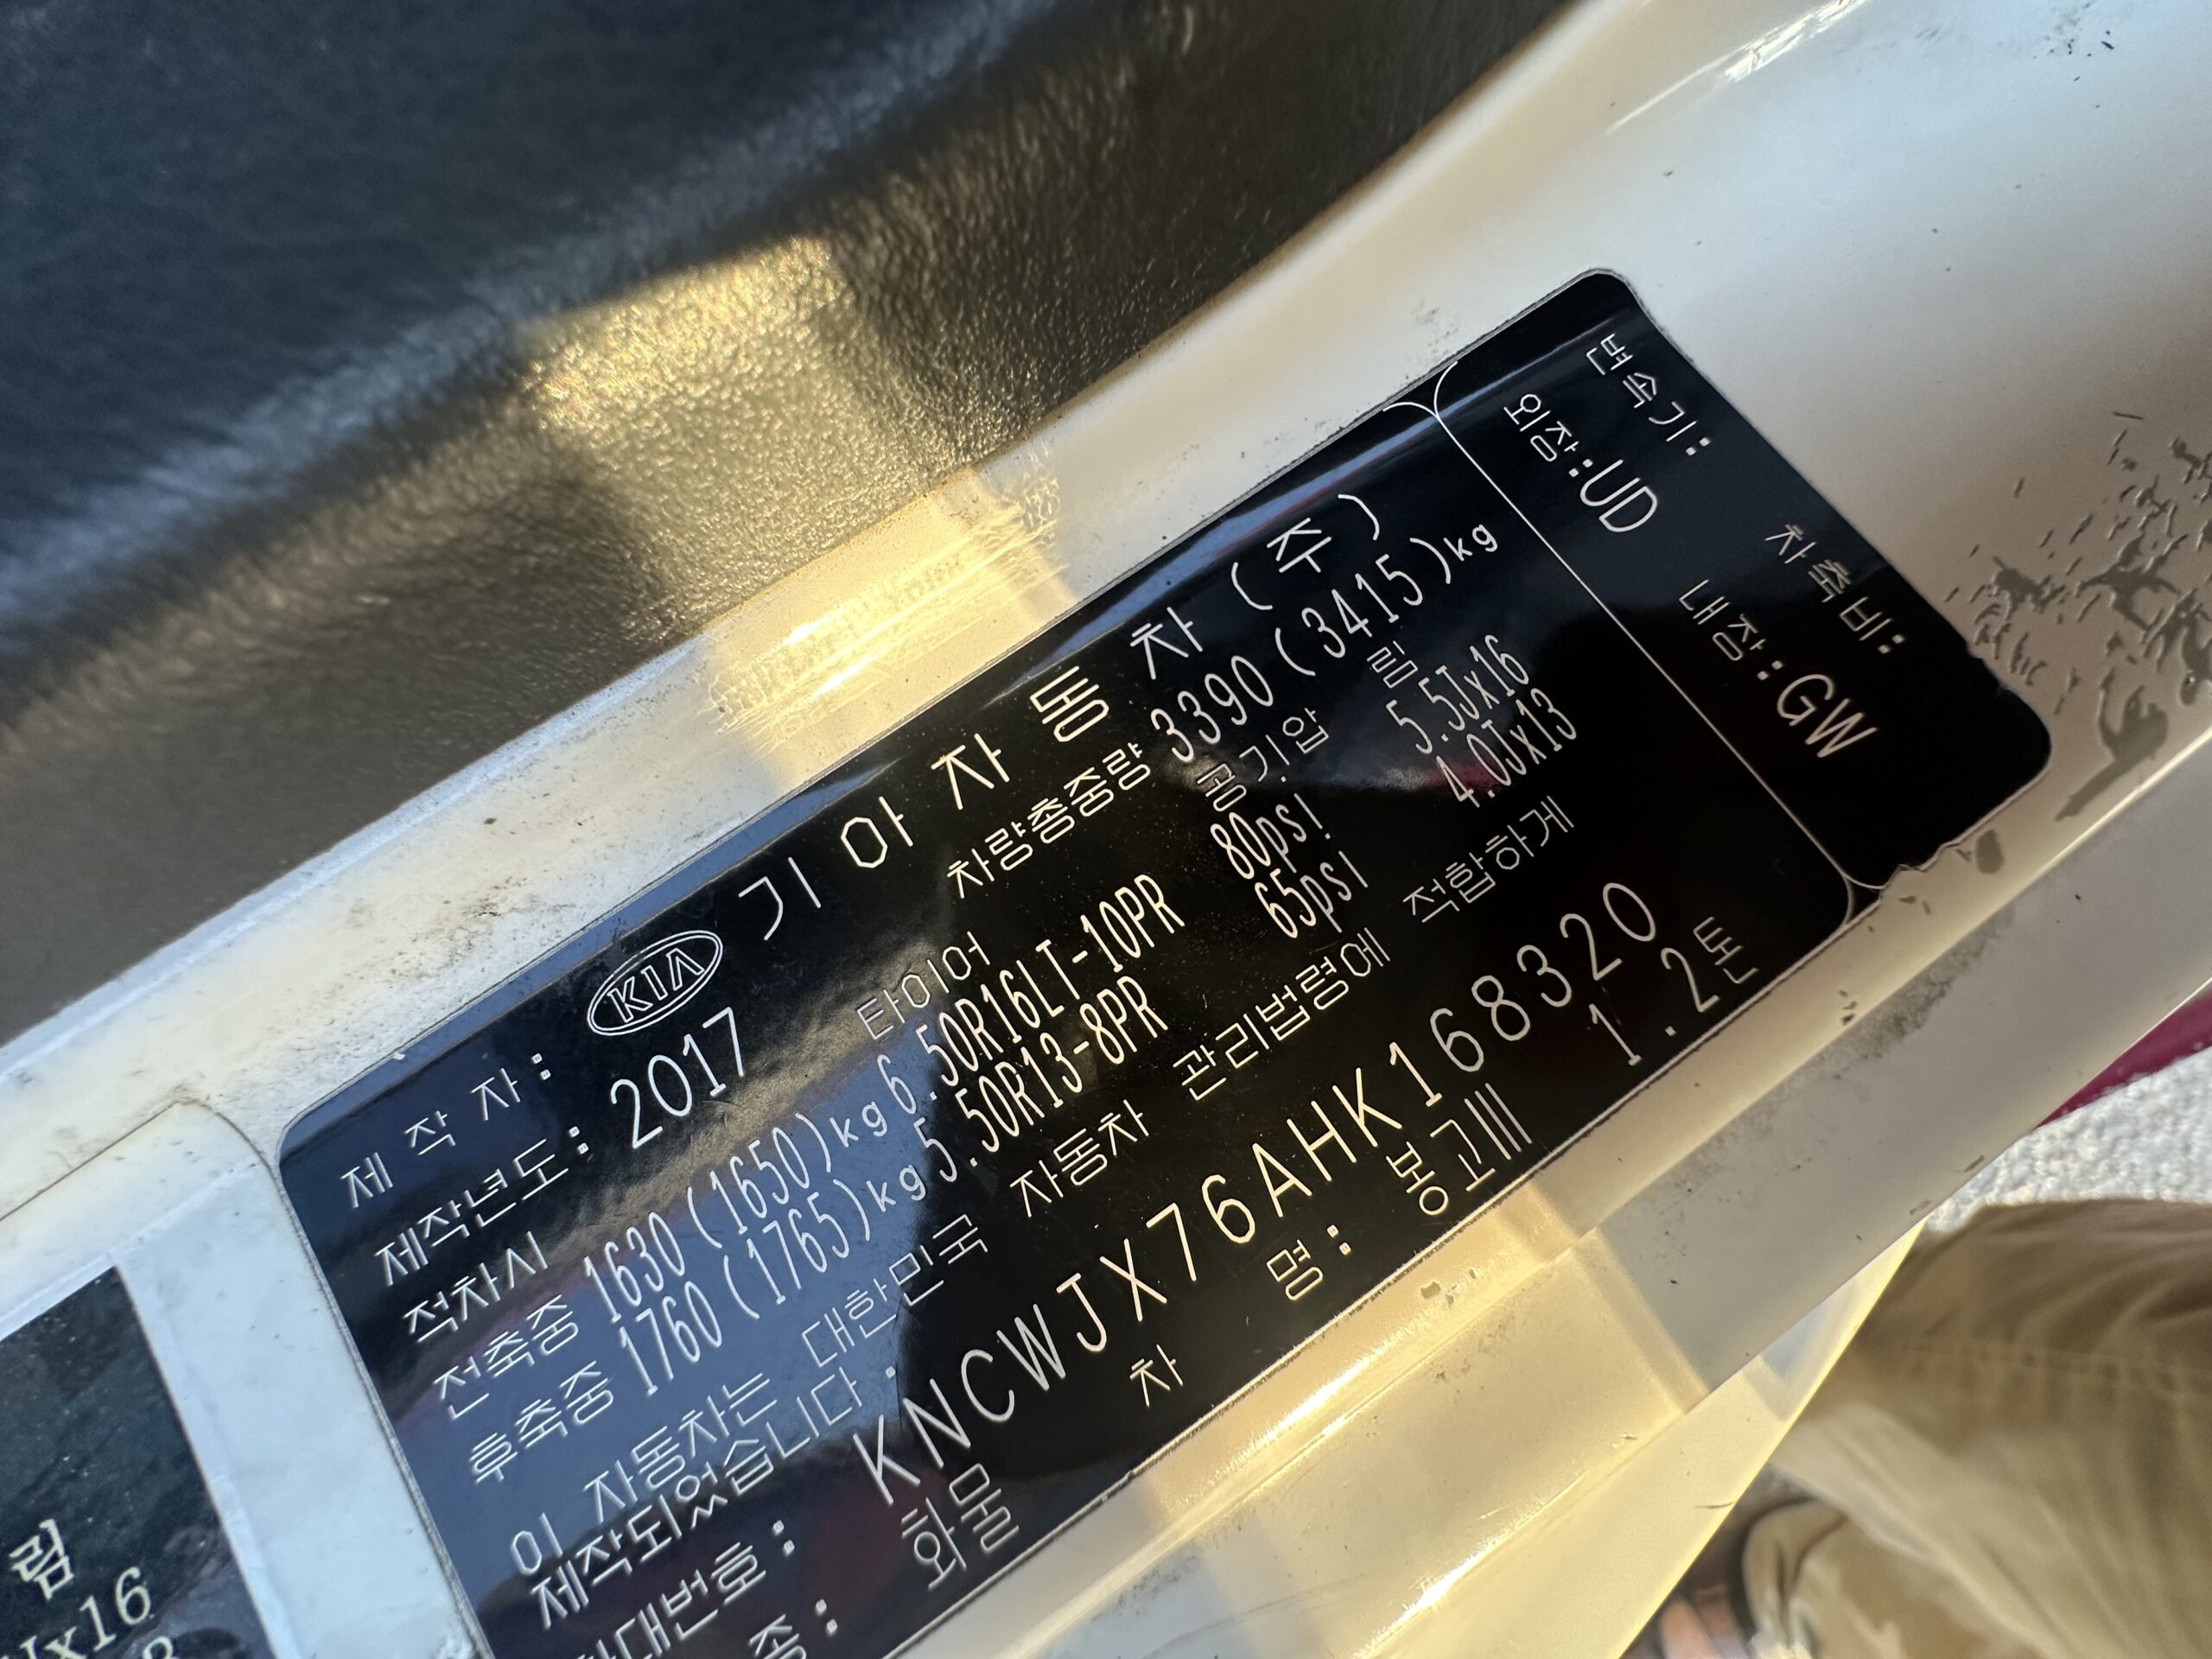 제 작 자: KIA 기 아 자 동 차 (주)
제작년도: 2017 차량총중량 3390(3415)kg
적차시 타이어 공기압 림
전축중 1630(1650)kg 6.50R16LT-10PR 80psi 5.5Jx16
후축중 1760(1765)kg 5.50R13-8PR 65psi 4.0Jx13
이 자동차는 대한민국 자동차 관리법령에 적합하게
제작되었습니다.
차대번호: KNCWJX76AHK168320
종: 화물 차 명: 봉고III 1.2톤
변속기: 차축비:
외장:UD 내장:GW
림
x16